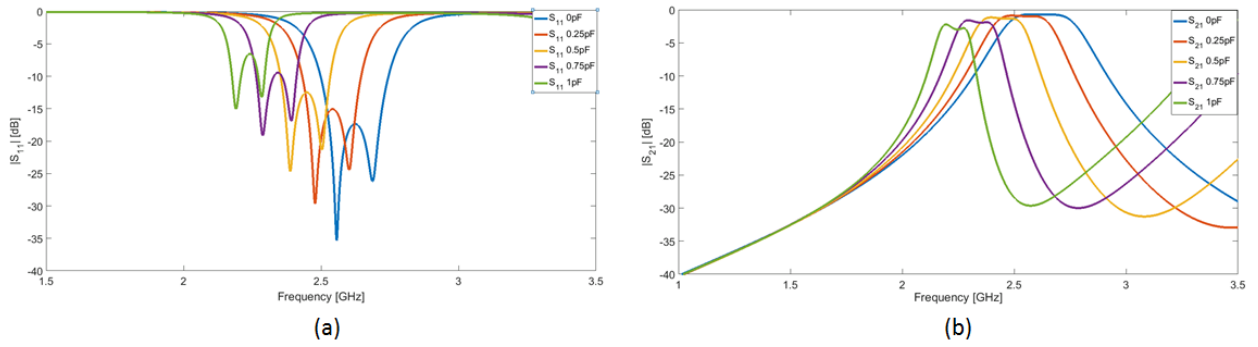 |S11| [dB]
0
-5
-10
-15
-20
-25
-30
-35
-40
1.5
2
2.5
3
3.5
Frequency [GHz]
S11 0pF
S11 0.25pF
S11 0.5pF
S11 0.75pF
S11 1pF
(a)
|S21| [dB]
0
-5
-10
-15
-20
-25
-30
-35
-40
1
1.5
2
2.5
3
3.5
Frequency [GHz]
S21 0pF
S21 0.25pF
S21 0.5pF
S21 0.75pF
S21 1pF
(b)